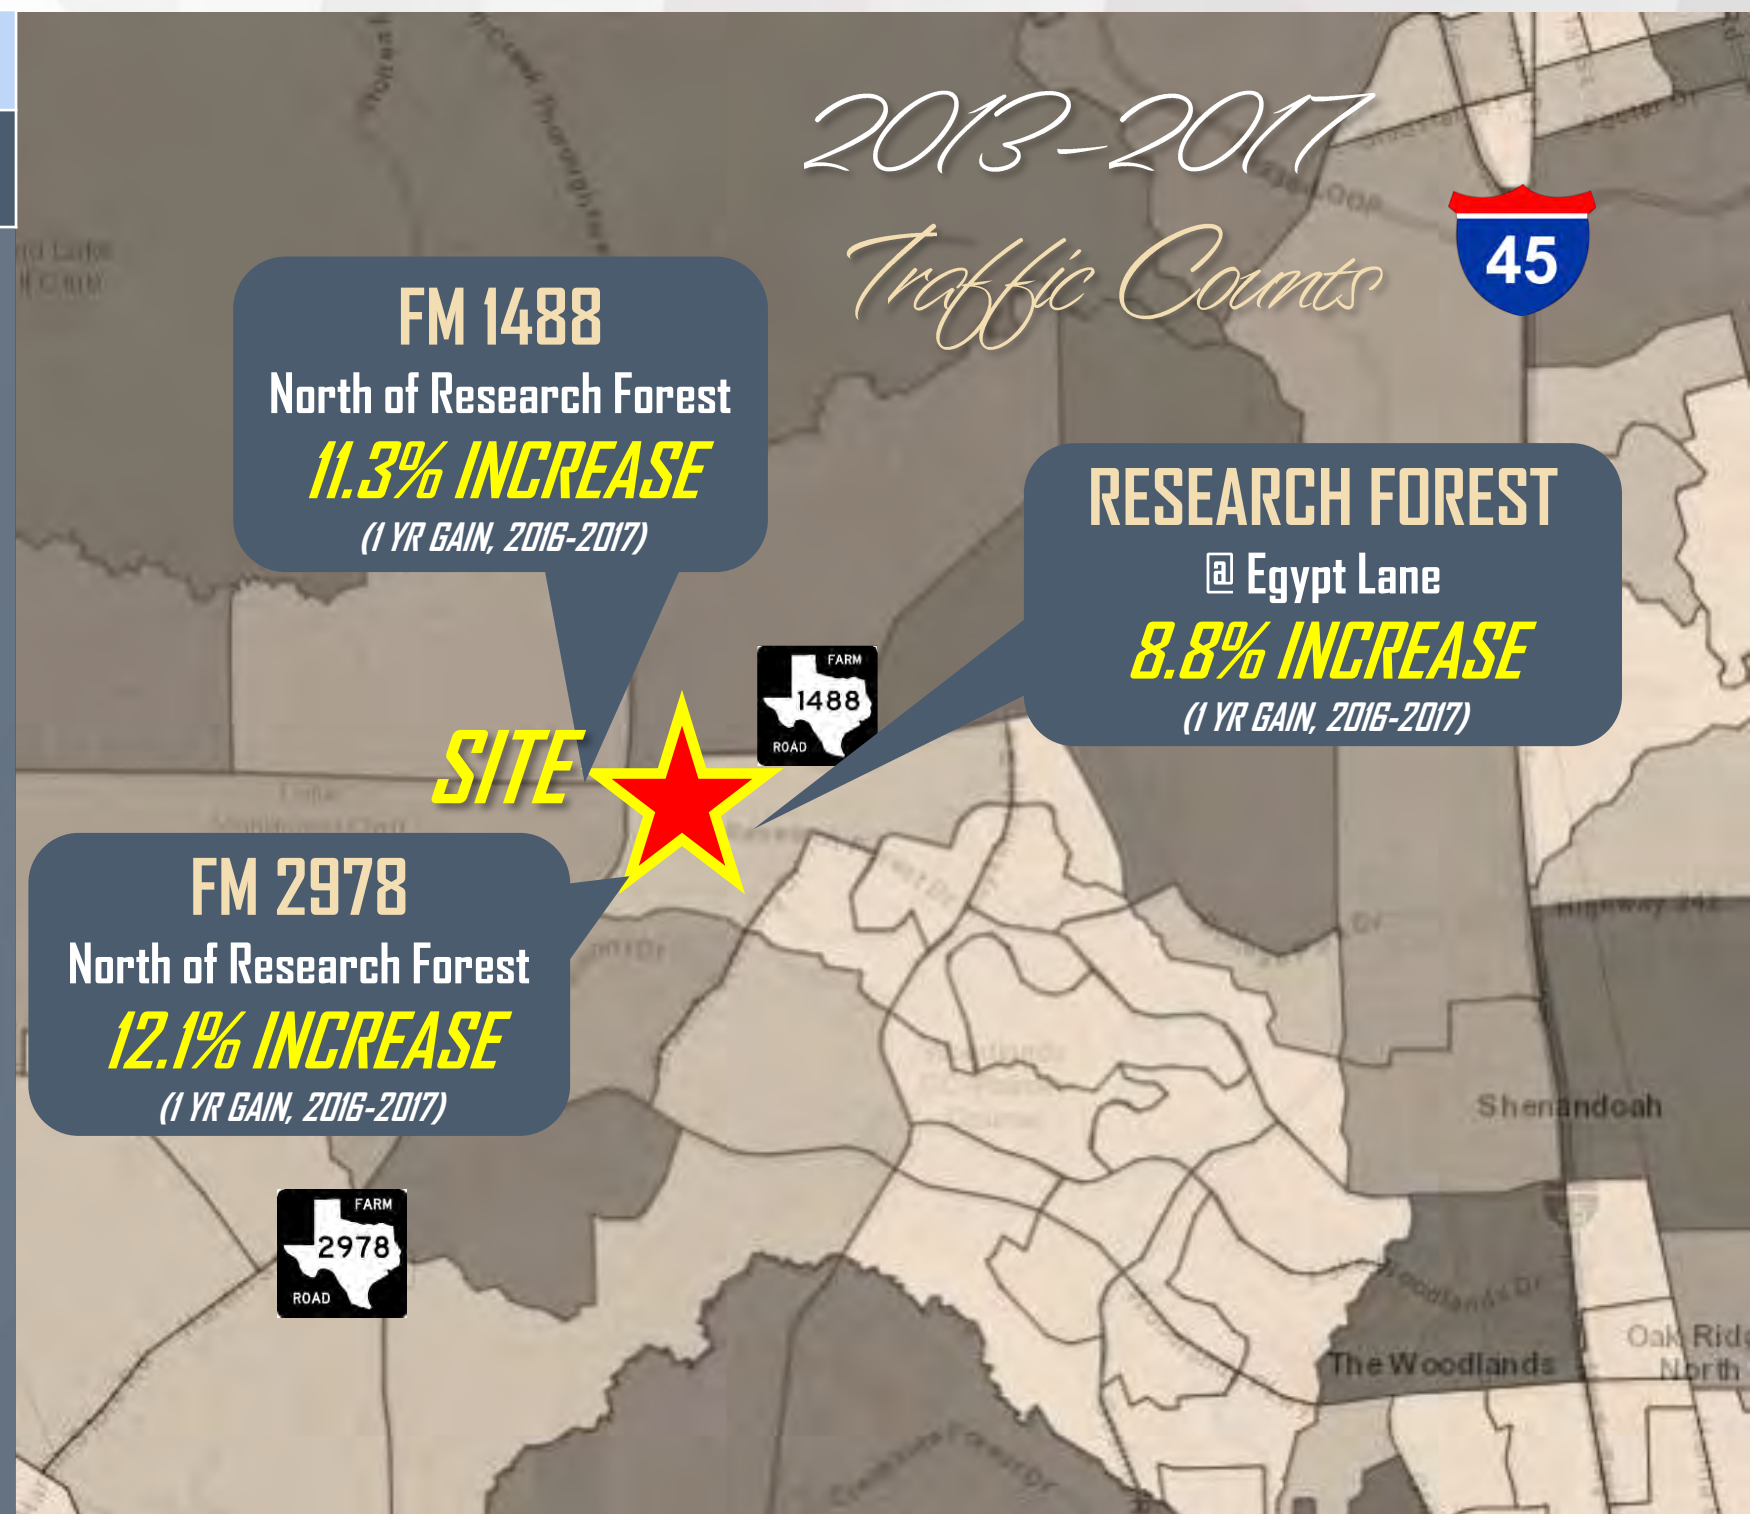 2013-2017
Traffic Counts
45
FM 1488
North of Research Forest
11.3% INCREASE
(1 YR GAIN, 2016-2017)
RESEARCH FOREST
@ Egypt Lane
8.8% INCREASE
(1 YR GAIN, 2016-2017)
FARM
1488
ROAD
SITE
FM 2978
North of Research Forest
12.1% INCREASE
(1 YR GAIN, 2016-2017)
Highway 242
Shenandoah
FARM
2978
ROAD
Woodlands Dr
Oak Ridg
North
The Woodlands